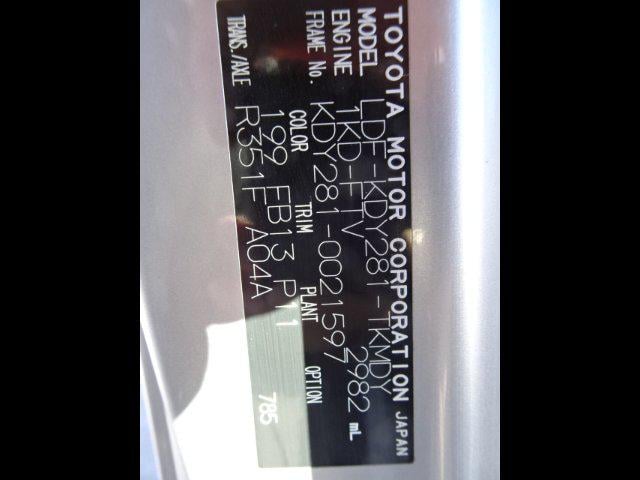 TOYOTA MOTOR CORPORATION JAPAN
MODEL LDF-KDY281-TKMDY
ENGINE 1KD-FTV 2982 mL
FRAME No. KDY281-0021597
COLOR TRIM PLANT OPTION
199 FB13 P11
TRANS./AXLE R351F A04A 785